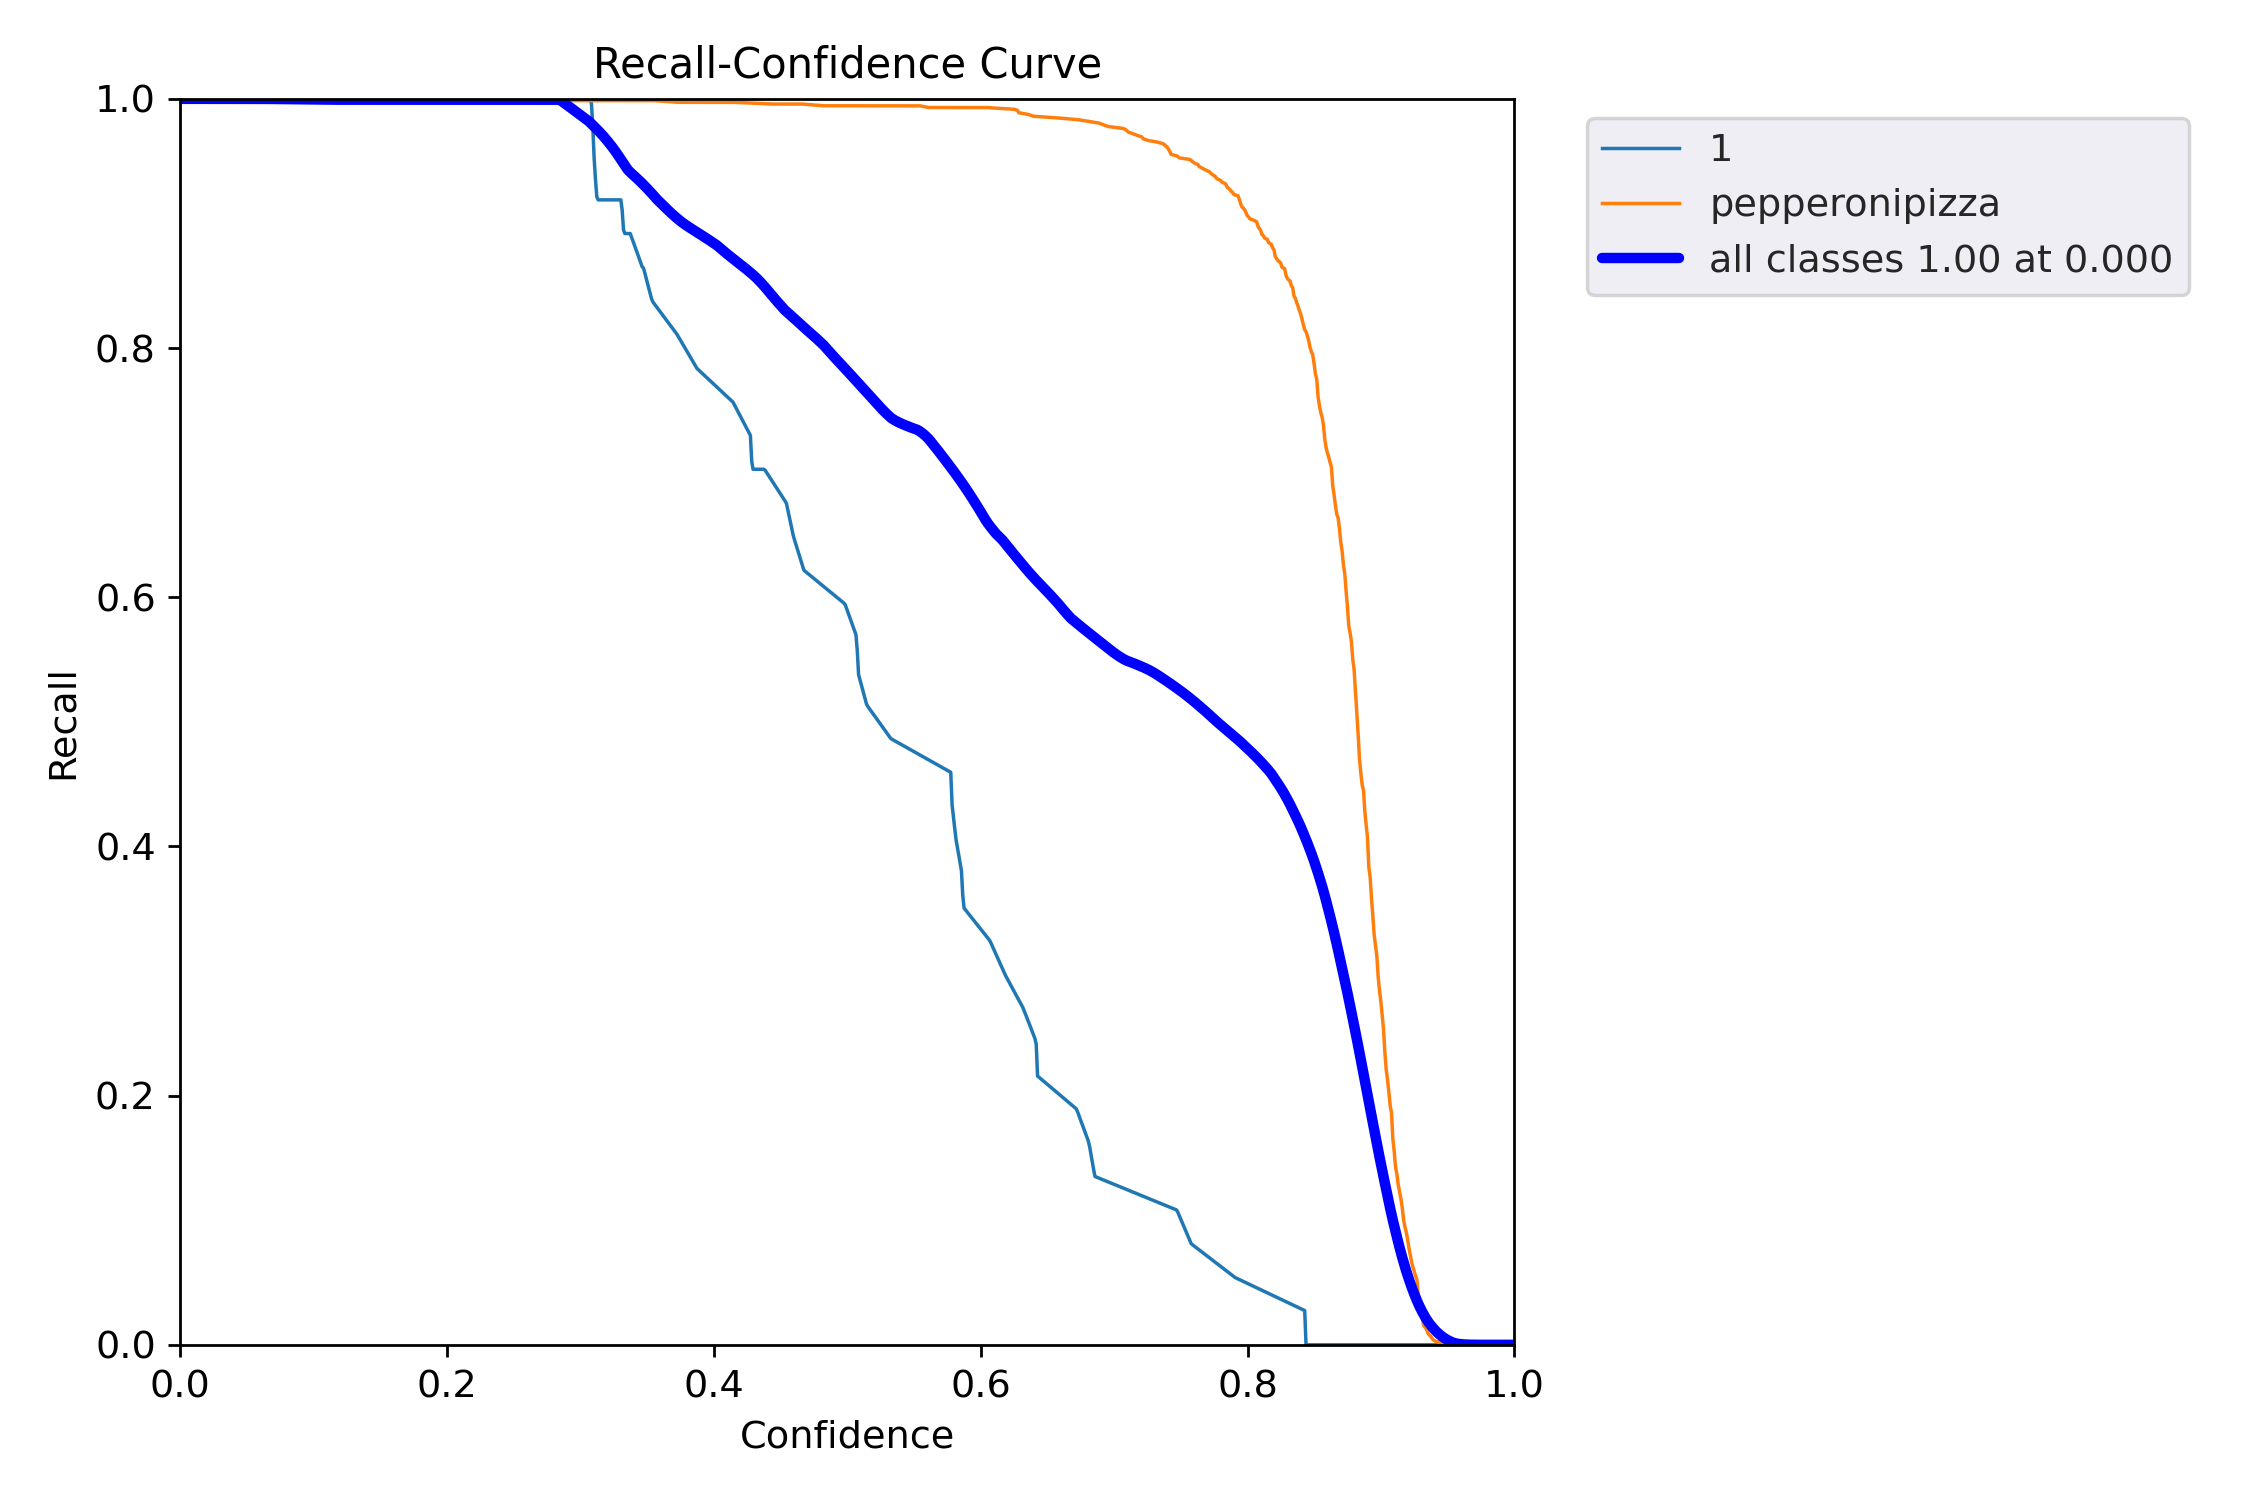 Recall-Confidence Curve
1
pepperonipizza
all classes 1.00 at 0.000
Recall
1.0
0.8
0.6
0.4
0.2
0.0
0.0 0.2 0.4 0.6 0.8 1.0
Confidence